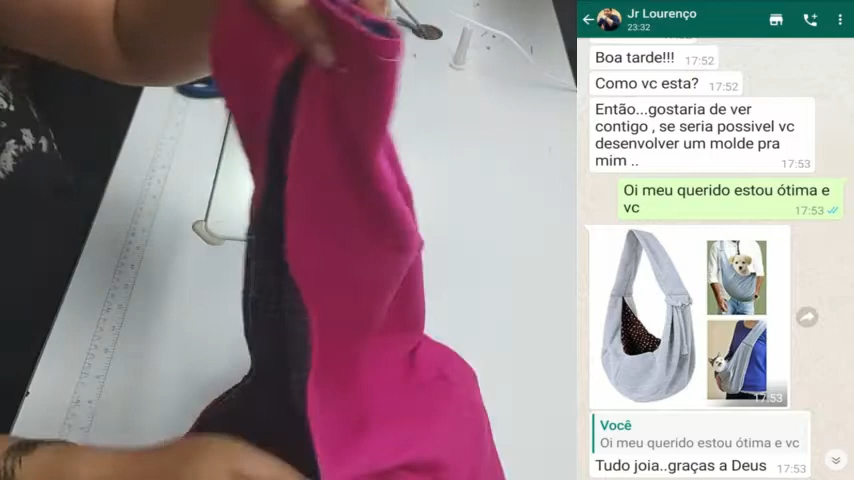 Jr Lourenço
23:32
Boa tarde!!! 17:52
Como vc esta? 17:52
Então...gostaria de ver
contigo , se seria possivel vc
desenvolver um molde pra
mim .. 17:53
Oi meu querido estou ótima e
vc 17:53
17:53
Você
Oi meu querido estou ótima e vc
Tudo joia..graças a Deus 17:53